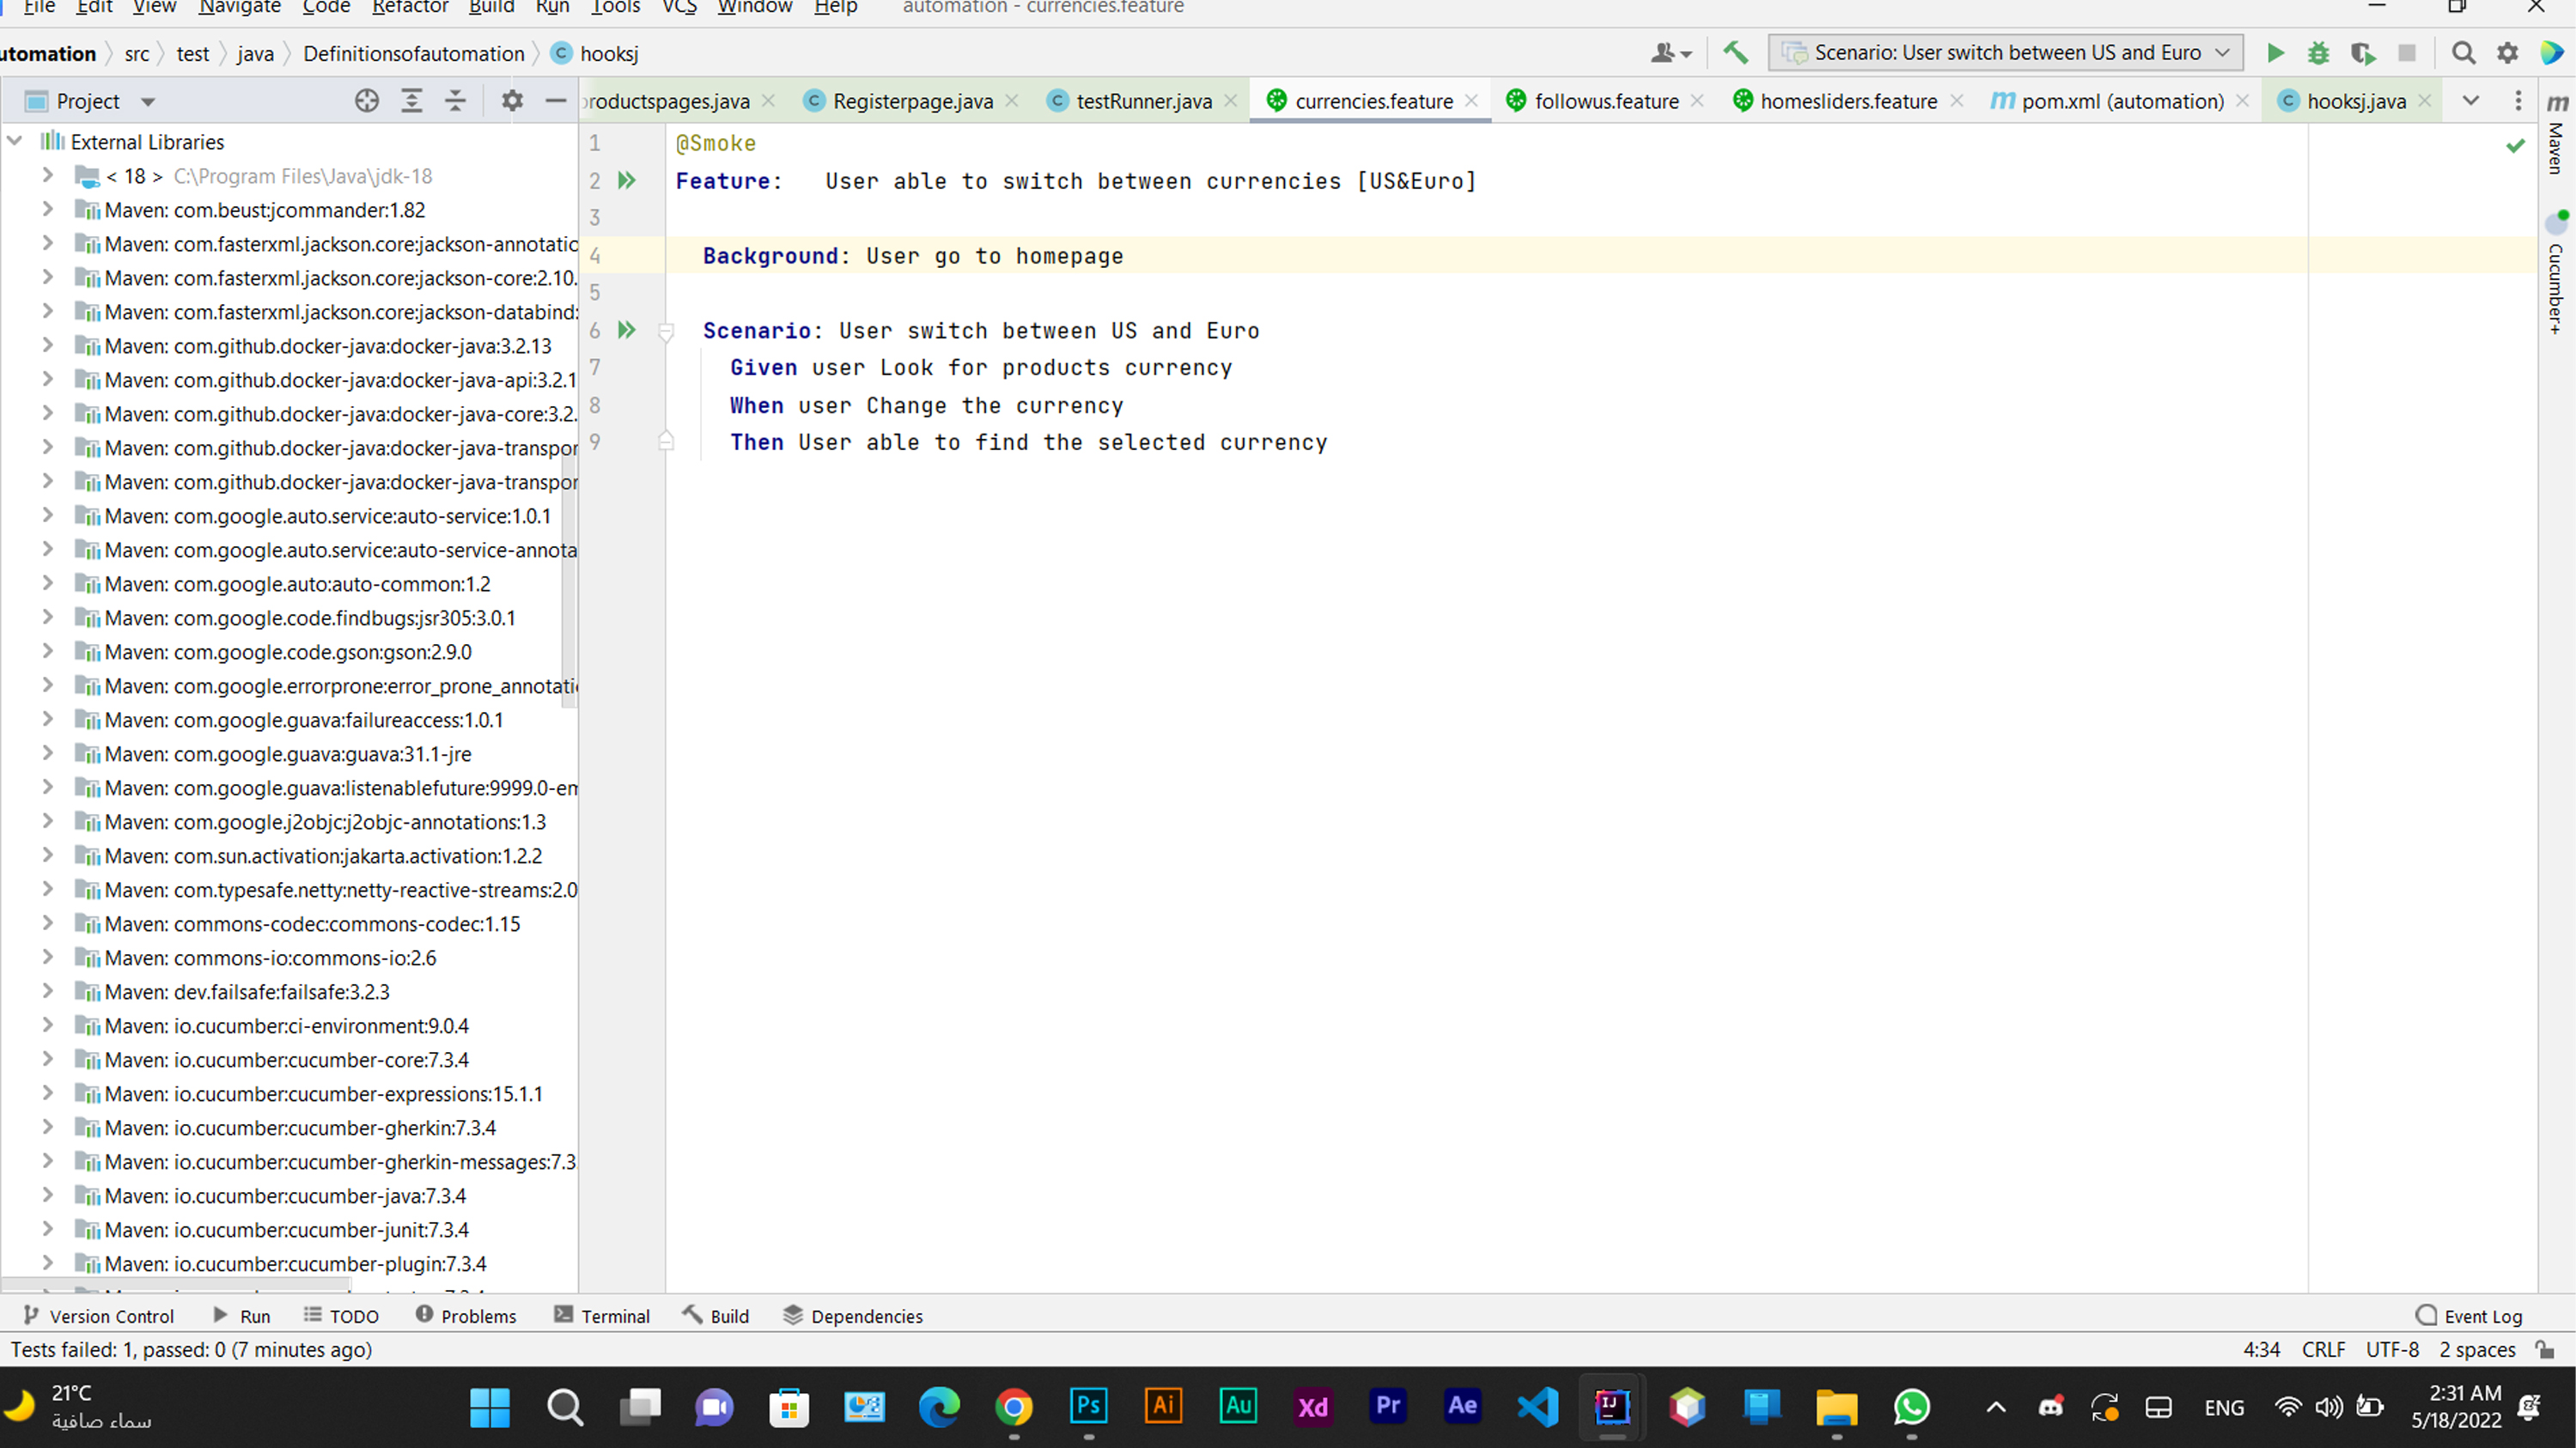 File Edit View Navigate Code Refactor Build Run Tools VCS Window Help automation - currencies.feature
utomation src test java Definitionsofautomation hooksj Scenario: User switch between US and Euro
Project
roductspages.java Registerpage.java testRunner.java currencies.feature followus.feature homesliders.feature pom.xml (automation) hooksj.java
External Libraries
< 18 > C:\Program Files\Java\jdk-18
Maven: com.beust:jcommander:1.82
Maven: com.fasterxml.jackson.core:jackson-annotatio
Maven: com.fasterxml.jackson.core:jackson-core:2.10.
Maven: com.fasterxml.jackson.core:jackson-databind:
Maven: com.github.docker-java:docker-java:3.2.13
Maven: com.github.docker-java:docker-java-api:3.2.1
Maven: com.github.docker-java:docker-java-core:3.2.
Maven: com.github.docker-java:docker-java-transpor
Maven: com.github.docker-java:docker-java-transpor
Maven: com.google.auto.service:auto-service:1.0.1
Maven: com.google.auto.service:auto-service-annota
Maven: com.google.auto:auto-common:1.2
Maven: com.google.code.findbugs:jsr305:3.0.1
Maven: com.google.code.gson:gson:2.9.0
Maven: com.google.errorprone:error_prone_annotati
Maven: com.google.guava:failureaccess:1.0.1
Maven: com.google.guava:guava:31.1-jre
Maven: com.google.guava:listenablefuture:9999.0-em
Maven: com.google.j2objc:j2objc-annotations:1.3
Maven: com.sun.activation:jakarta.activation:1.2.2
Maven: com.typesafe.netty:netty-reactive-streams:2.0
Maven: commons-codec:commons-codec:1.15
Maven: commons-io:commons-io:2.6
Maven: dev.failsafe:failsafe:3.2.3
Maven: io.cucumber:ci-environment:9.0.4
Maven: io.cucumber:cucumber-core:7.3.4
Maven: io.cucumber:cucumber-expressions:15.1.1
Maven: io.cucumber:cucumber-gherkin:7.3.4
Maven: io.cucumber:cucumber-gherkin-messages:7.3
Maven: io.cucumber:cucumber-java:7.3.4
Maven: io.cucumber:cucumber-junit:7.3.4
Maven: io.cucumber:cucumber-plugin:7.3.4
1 @Smoke
2 Feature: User able to switch between currencies [US&Euro]
3
4 Background: User go to homepage
5
6 Scenario: User switch between US and Euro
7 Given user Look for products currency
8 When user Change the currency
9 Then User able to find the selected currency
Maven
Cucumber+
Version Control Run TODO Problems Terminal Build Dependencies Event Log
Tests failed: 1, passed: 0 (7 minutes ago) 4:34 CRLF UTF-8 2 spaces
21°C
سماء صافية
Ps Ai Au Xd Pr Ae IJ
ENG
2:31 AM
5/18/2022